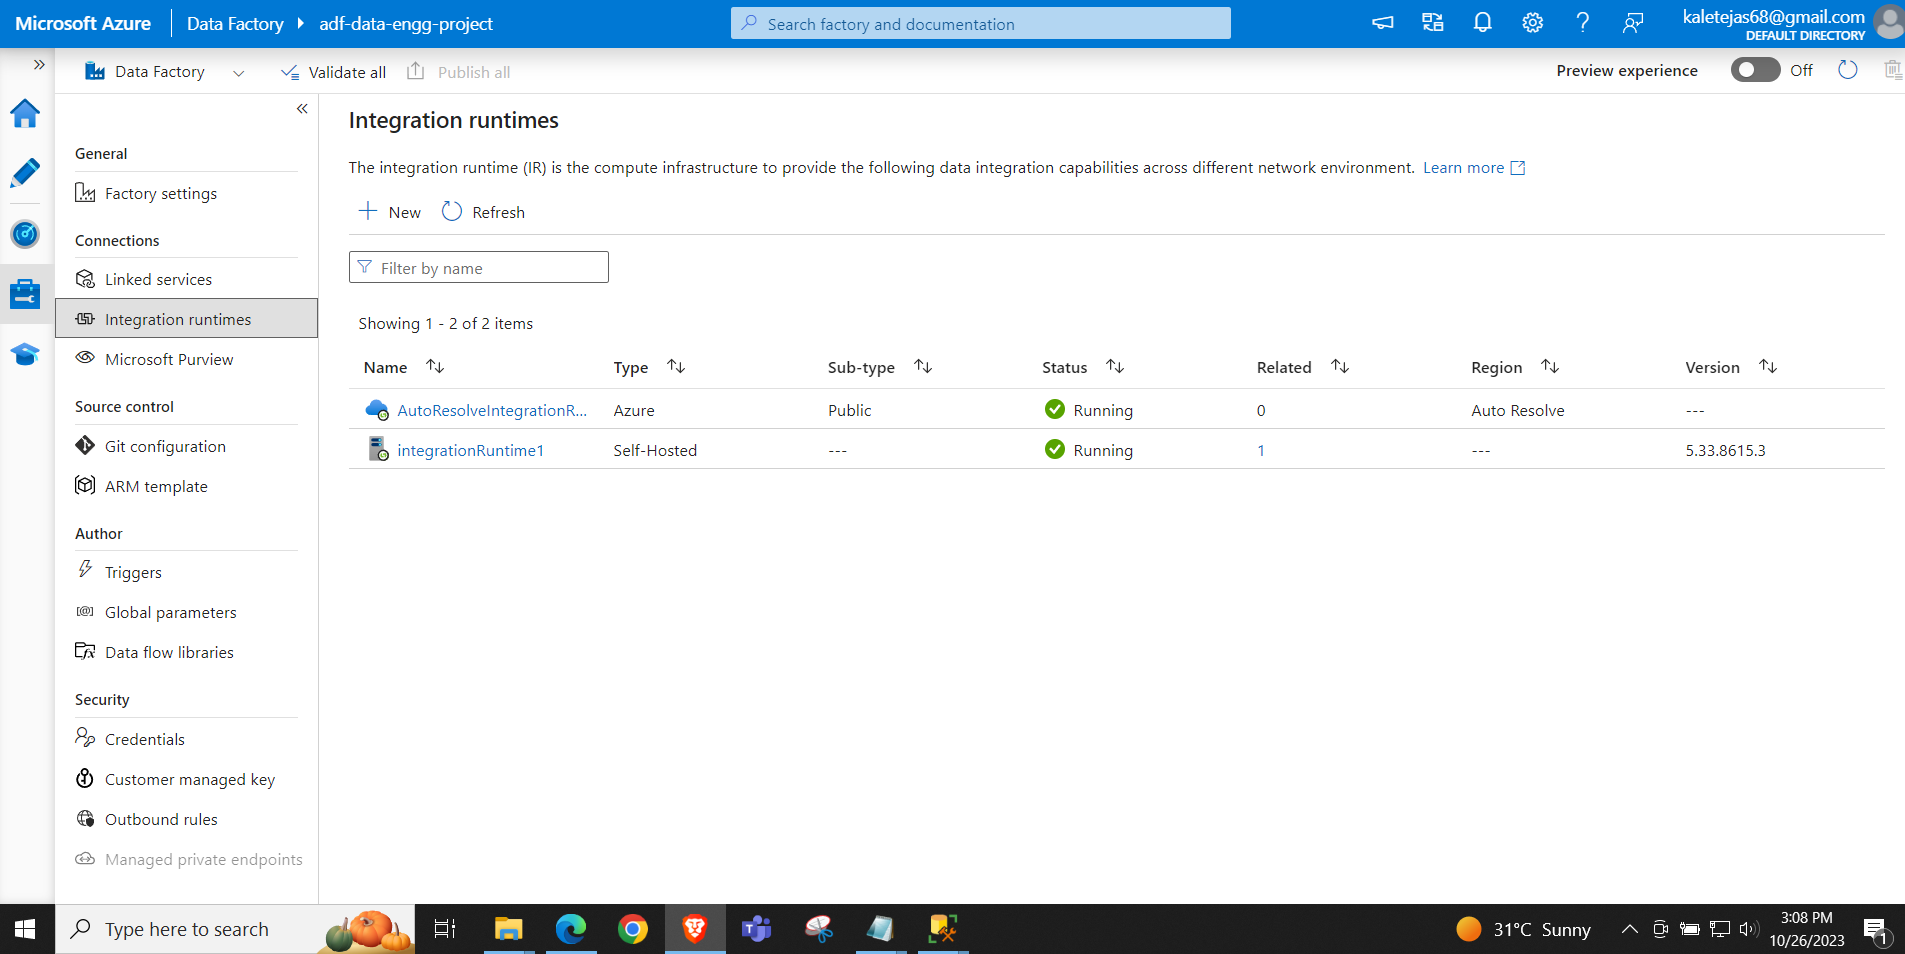 Microsoft Azure Data Factory adf-data-engg-project Search factory and documentation kaletejas68@gmail.com
DEFAULT DIRECTORY
Data Factory Validate all Publish all Preview experience Off
General
Factory settings
Connections
Linked services
Integration runtimes
Microsoft Purview
Source control
Git configuration
ARM template
Author
Triggers
Global parameters
Data flow libraries
Security
Credentials
Customer managed key
Outbound rules
Managed private endpoints
Integration runtimes
The integration runtime (IR) is the compute infrastructure to provide the following data integration capabilities across different network environment. Learn more
New Refresh
Filter by name
Showing 1 - 2 of 2 items
Name Type Sub-type Status Related Region Version
AutoResolveIntegrationR... Azure Public Running 0 Auto Resolve ---
integrationRuntime1 Self-Hosted --- Running 1 --- 5.33.8615.3
Type here to search 31°C Sunny 3:08 PM
10/26/2023 1